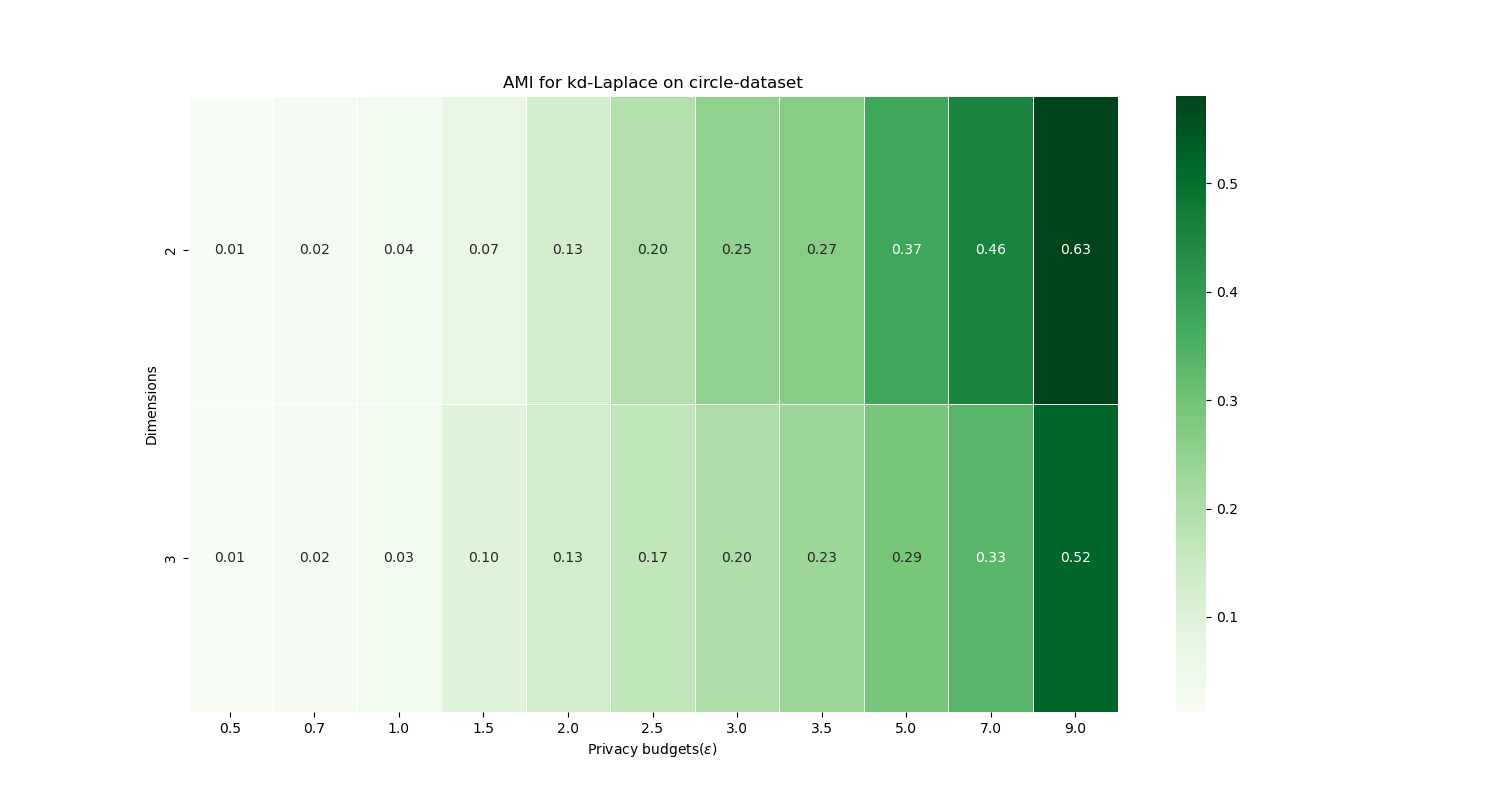 AMI for kd-Laplace on circle-dataset
Dimensions
2
0.01 0.02 0.04 0.07 0.13 0.20 0.25 0.27 0.37 0.46 0.63
3
0.01 0.02 0.03 0.10 0.13 0.17 0.20 0.23 0.29 0.33 0.52
0.5 0.7 1.0 1.5 2.0 2.5 3.0 3.5 5.0 7.0 9.0
Privacy budgets(ε)
0.5
0.4
0.3
0.2
0.1